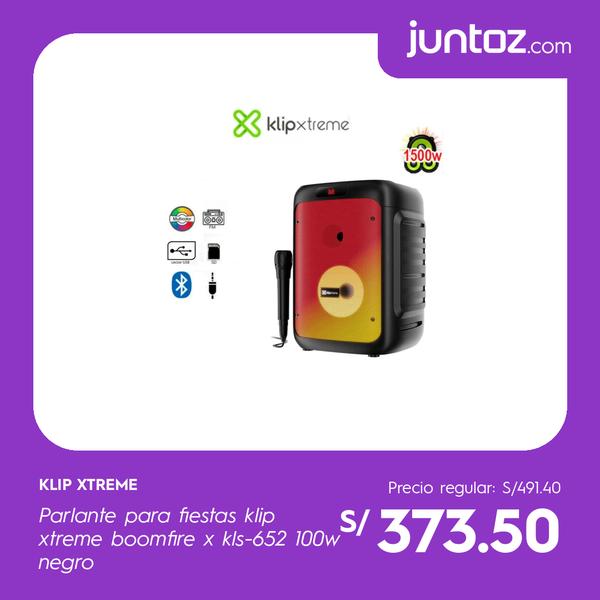 juntoz.com
klipxtreme
1500w
Multicolor
FM
Lector USB
SD
KLIP XTREME
Precio regular: S/491.40
Parlante para fiestas klip
xtreme boomfire x kls-652 100w
negro
S/ 373.50